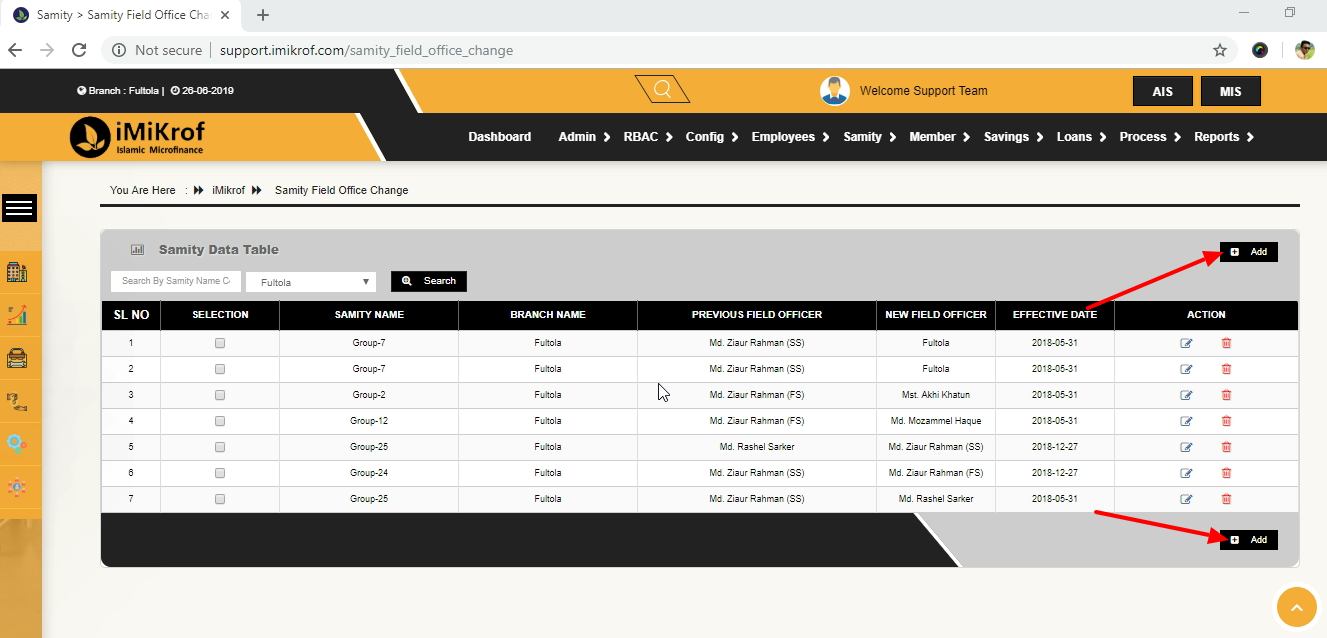 Samity > Samity Field Office Cha
Not secure | support.imikrof.com/samity_field_office_change
Branch : Fultola | 26-06-2019
Welcome Support Team
AIS
MIS
iMiKrof
Islamic Microfinance
Dashboard Admin RBAC Config Employees Samity Member Savings Loans Process Reports
You Are Here : iMikrof Samity Field Office Change
Samity Data Table
Add
Search By Samity Name C Fultola Search
SL NO SELECTION SAMITY NAME BRANCH NAME PREVIOUS FIELD OFFICER NEW FIELD OFFICER EFFECTIVE DATE ACTION
1 Group-7 Fultola Md. Ziaur Rahman (SS) Fultola 2018-05-31
2 Group-7 Fultola Md. Ziaur Rahman (SS) Fultola 2018-05-31
3 Group-2 Fultola Md. Ziaur Rahman (FS) Mst. Akhi Khatun 2018-05-31
4 Group-12 Fultola Md. Ziaur Rahman (FS) Md. Mozammel Haque 2018-05-31
5 Group-25 Fultola Md. Rashel Sarker Md. Ziaur Rahman (SS) 2018-12-27
6 Group-24 Fultola Md. Ziaur Rahman (SS) Md. Ziaur Rahman (FS) 2018-12-27
7 Group-25 Fultola Md. Ziaur Rahman (SS) Md. Rashel Sarker 2018-05-31
Add